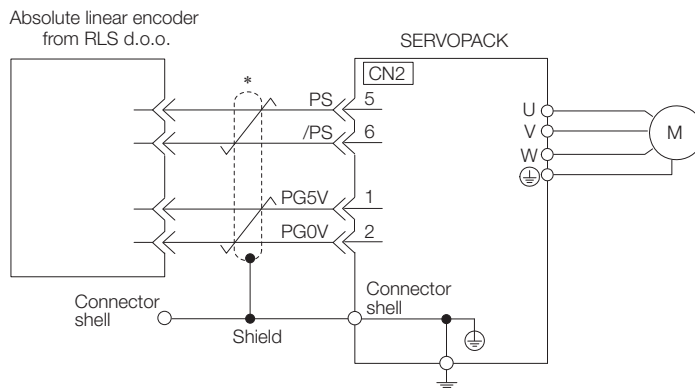 Absolute linear encoder
from RLS d.o.o.
SERVOPACK
CN2
*
PS
5
/PS
6
PG5V
1
PG0V
2
U
V
W
M
Connector
shell
Shield
Connector
shell